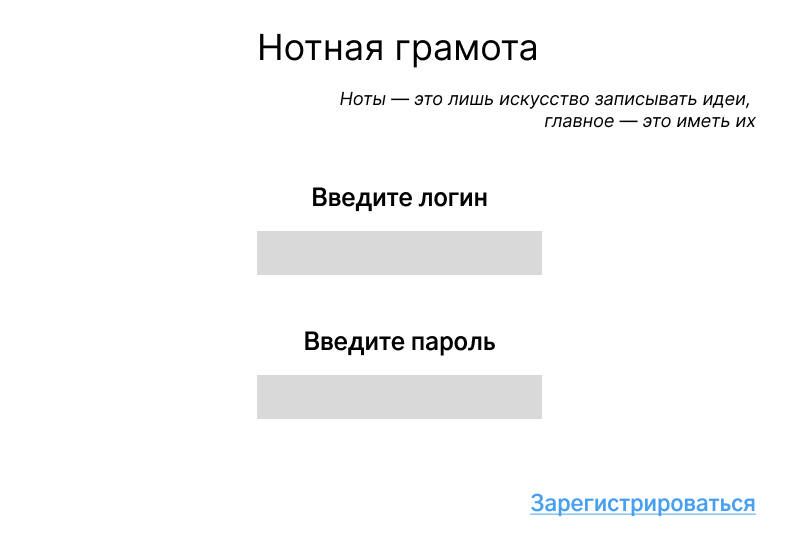 Нотная грамота
Ноты — это лишь искусство записывать идеи,
главное — это иметь их
Введите логин
Введите пароль
Зарегистрироваться